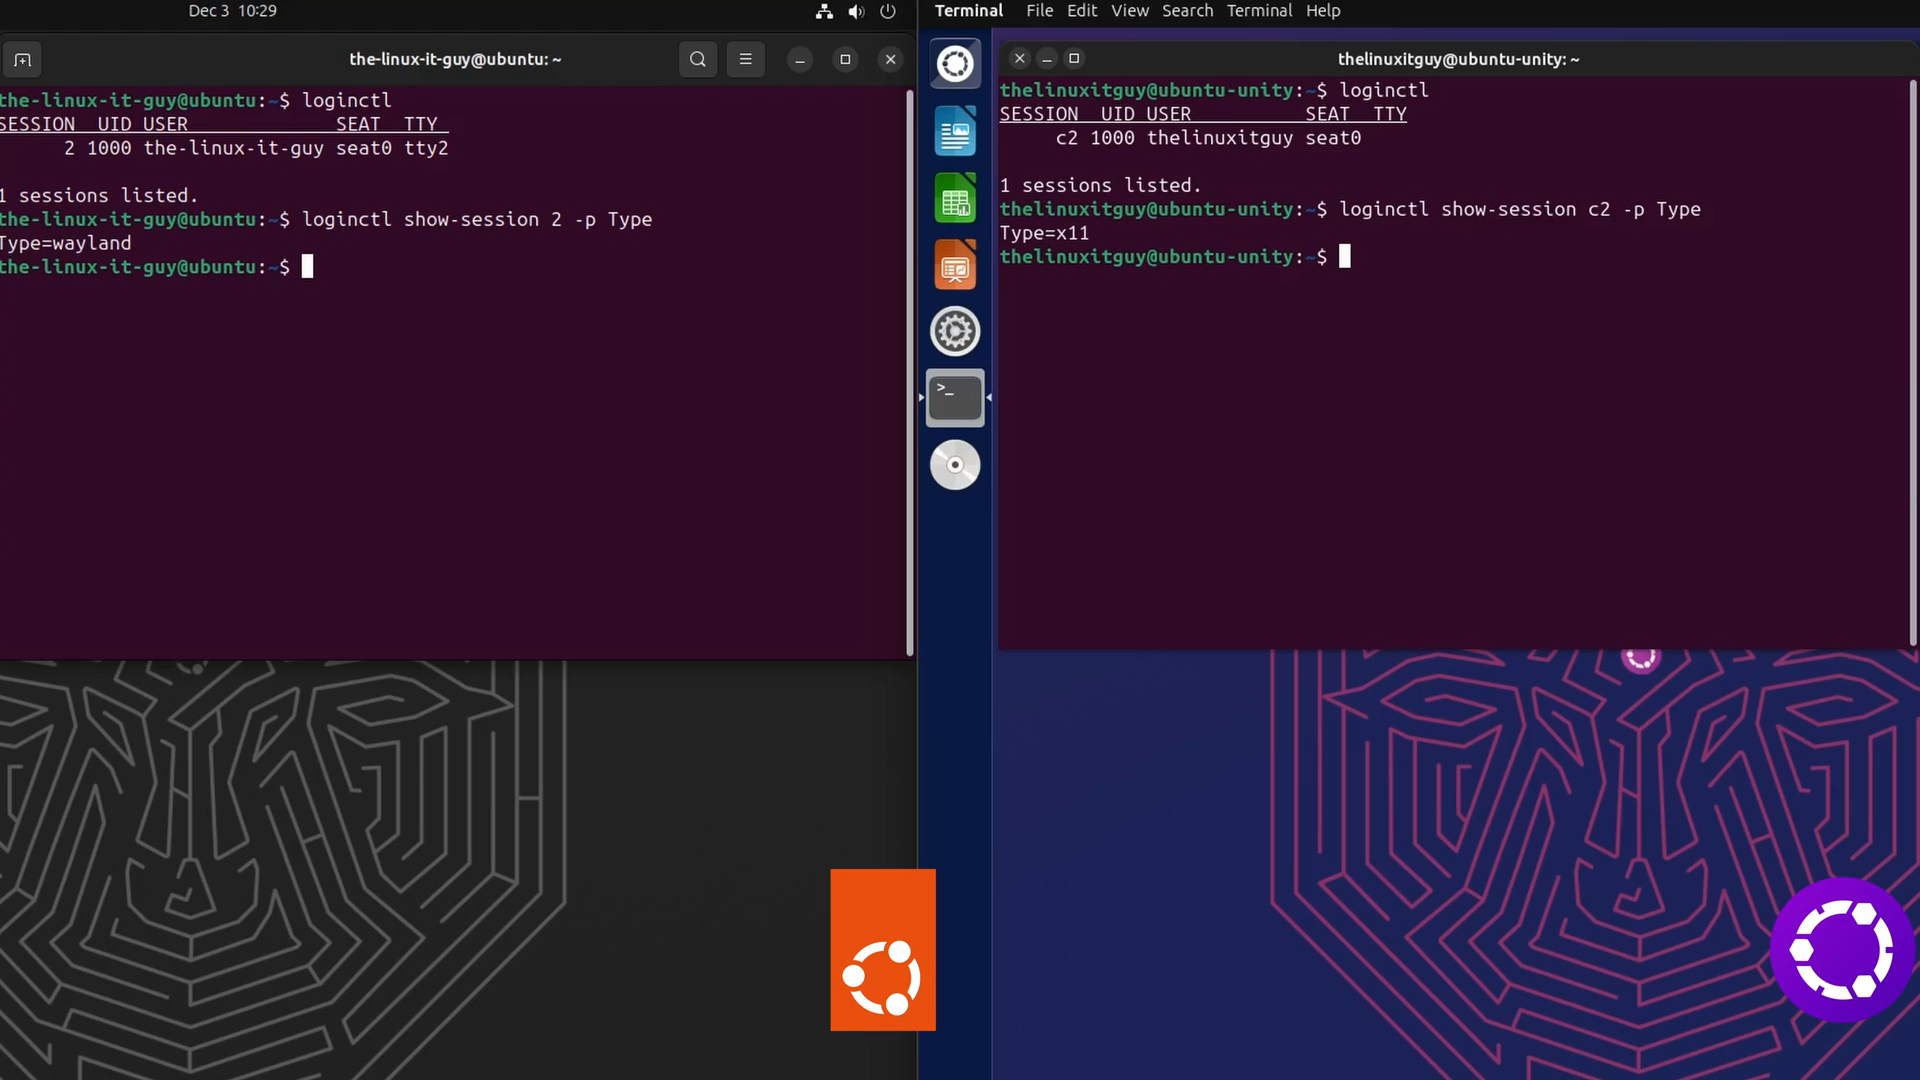 Dec 3 10:29
the-linux-it-guy@ubuntu: ~
the-linux-it-guy@ubuntu:~$ loginctl
SESSION UID USER SEAT TTY
2 1000 the-linux-it-guy seat0 tty2
1 sessions listed.
the-linux-it-guy@ubuntu:~$ loginctl show-session 2 -p Type
Type=wayland
the-linux-it-guy@ubuntu:~$
Terminal File Edit View Search Terminal Help
thelinuxitguy@ubuntu-unity: ~
thelinuxitguy@ubuntu-unity:~$ loginctl
SESSION UID USER SEAT TTY
c2 1000 thelinuxitguy seat0
1 sessions listed.
thelinuxitguy@ubuntu-unity:~$ loginctl show-session c2 -p Type
Type=x11
thelinuxitguy@ubuntu-unity:~$